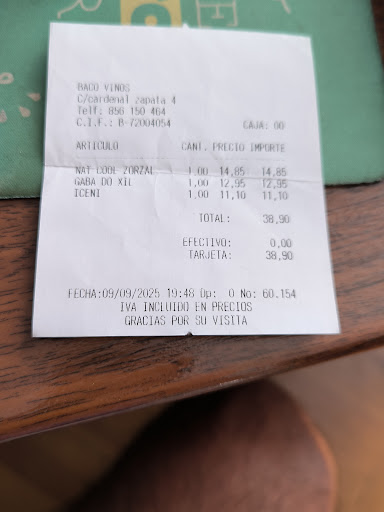 BACO VINOS
C/cardenal zapata 4
Telf: 856 150 464
C.I.F.: B-72004054
CAJA: 00
ARTICULO CANT. PRECIO IMPORTE
NAT COOL ZORZAL 1,00 14,85 14,85
GABA DO XIL 1,00 12,95 12,95
ICENI 1,00 11,10 11,10
TOTAL: 38,90
EFECTIVO: 0,00
TARJETA: 38,90
FECHA:09/09/2025 19:48 Dp: 0 No: 60.154
IVA INCLUIDO EN PRECIOS
GRACIAS POR SU VISITA